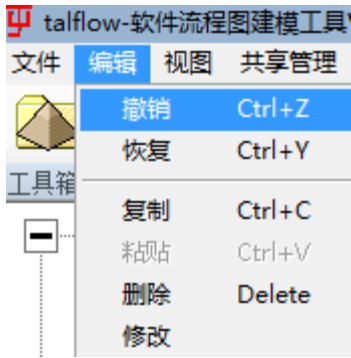 talflow-软件流程图建模工具
文件 编辑 视图 共享管理
撤销 Ctrl+Z
恢复 Ctrl+Y
工具箱
复制 Ctrl+C
粘贴 Ctrl+V
删除 Delete
修改